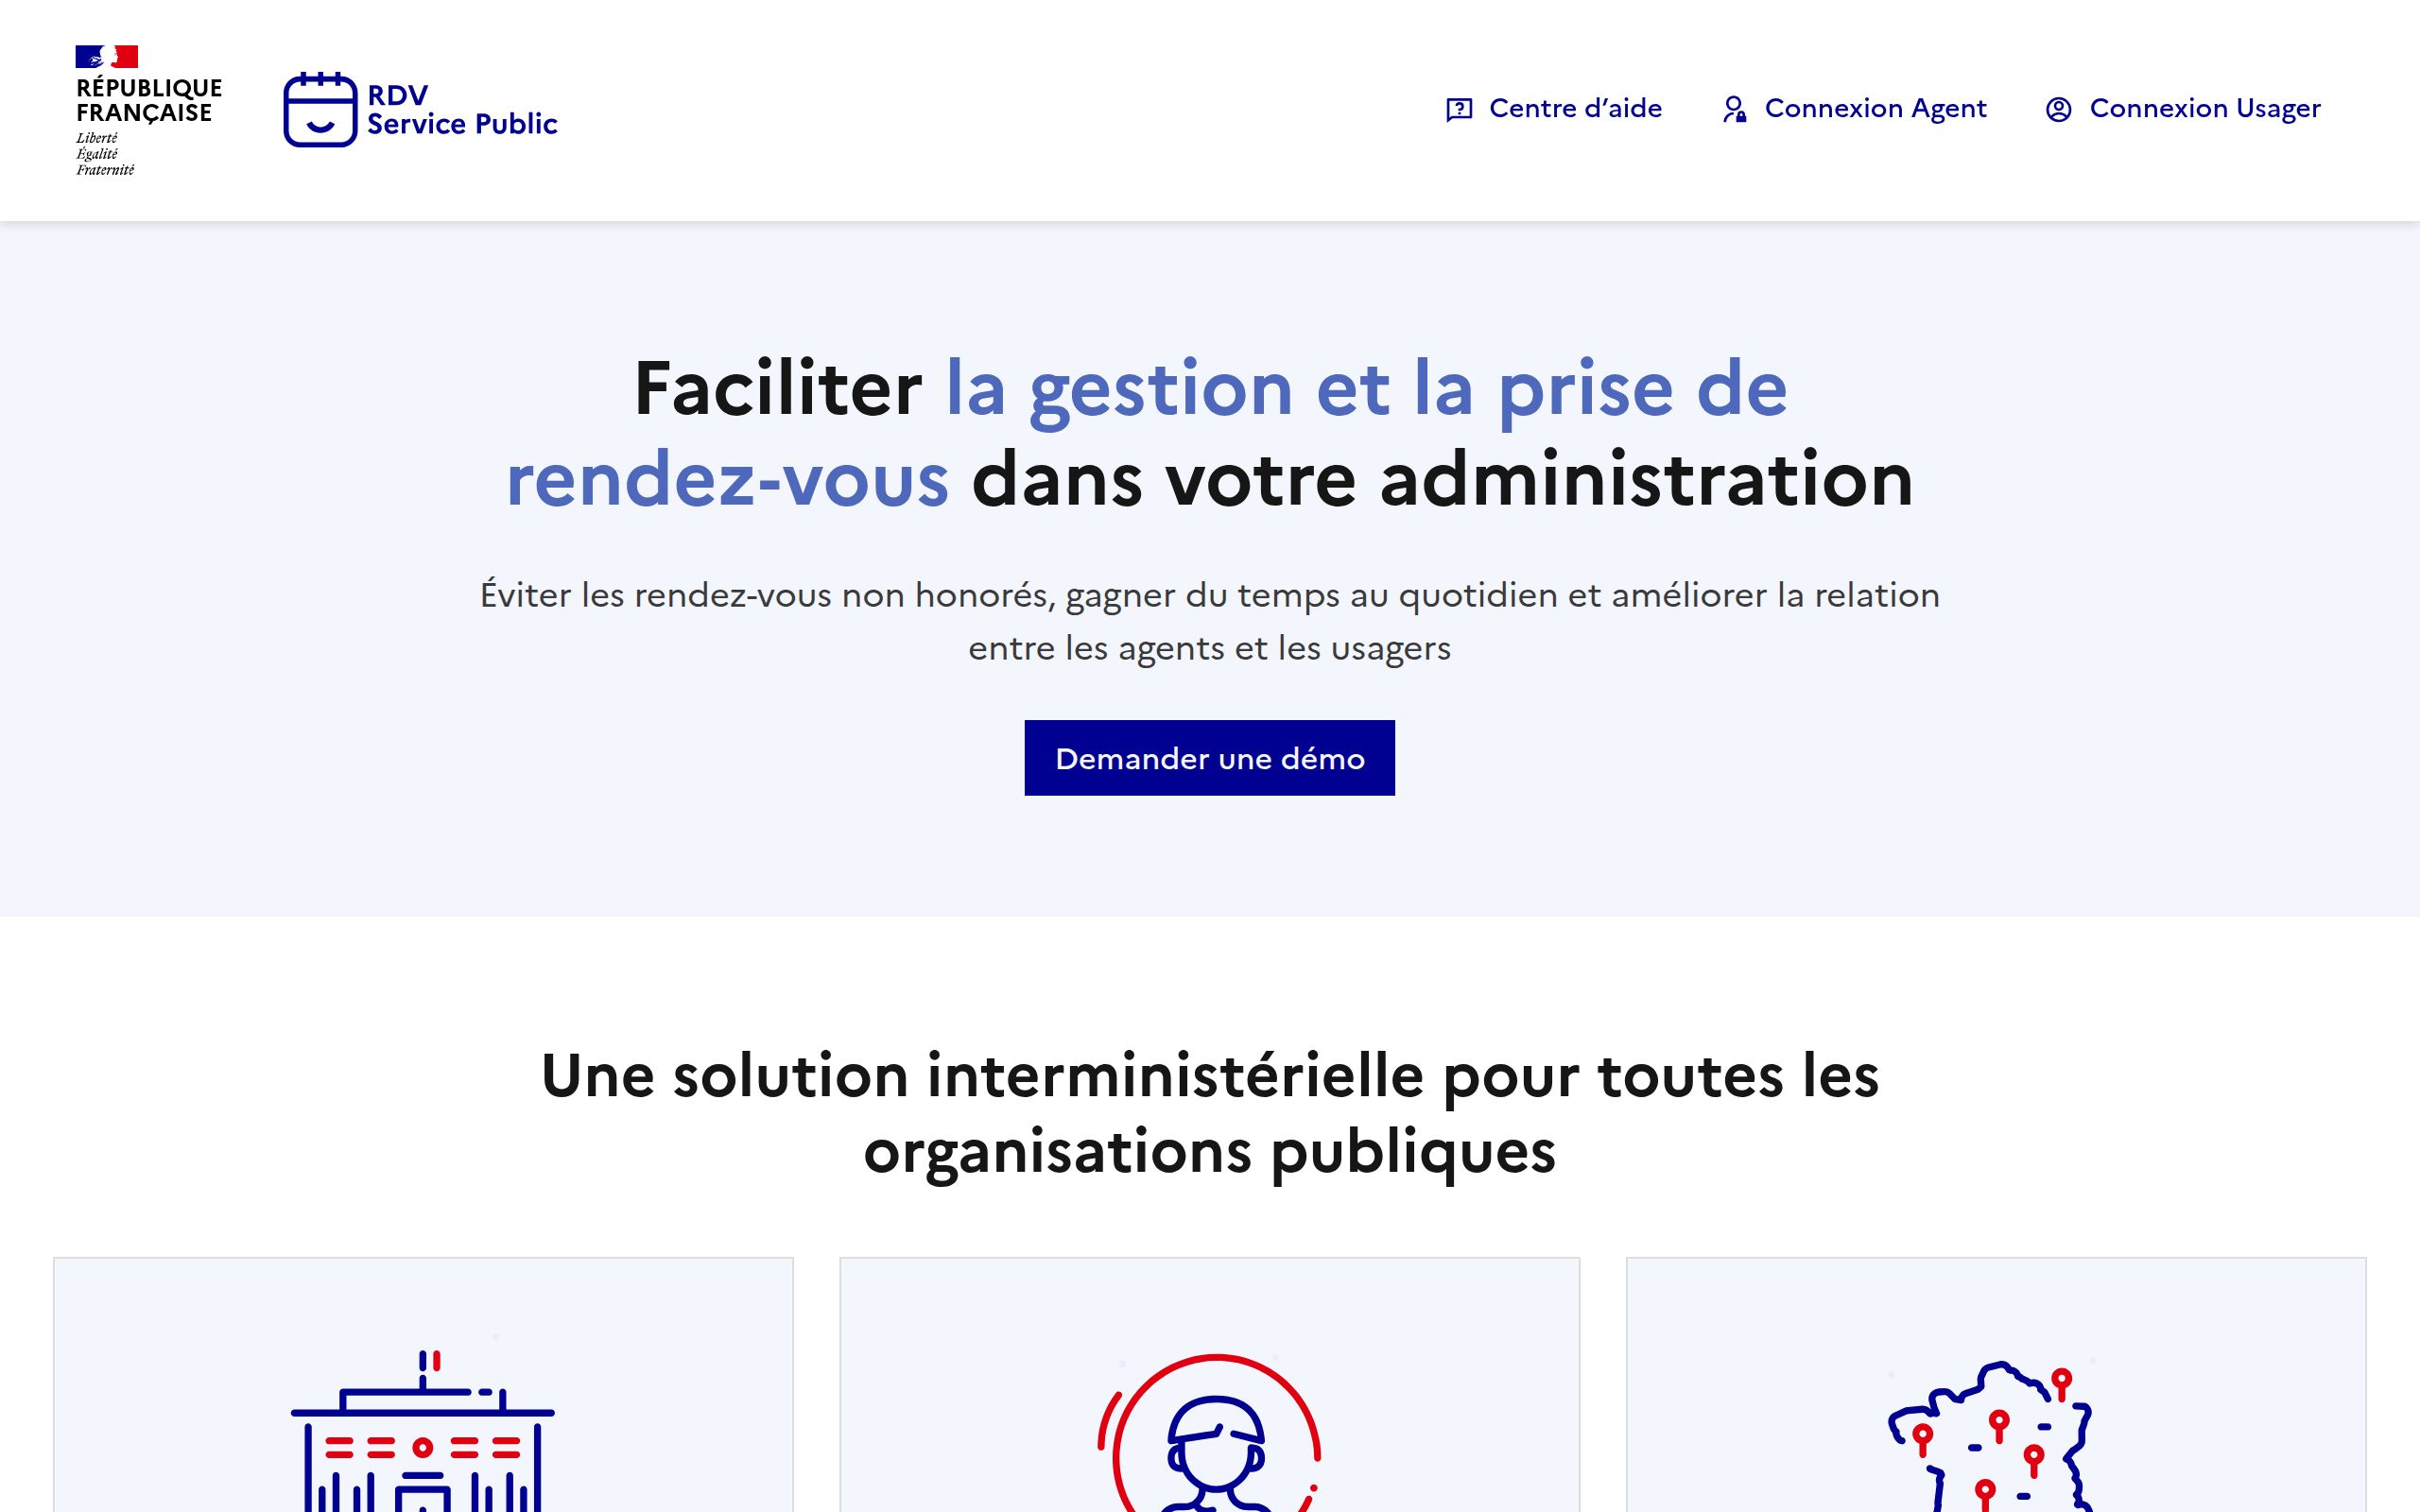 RÉPUBLIQUE
FRANÇAISE
Liberté
Égalité
Fraternité
RDV
Service Public
Centre d’aide
Connexion Agent
Connexion Usager
Faciliter la gestion et la prise de
rendez-vous dans votre administration
Éviter les rendez-vous non honorés, gagner du temps au quotidien et améliorer la relation
entre les agents et les usagers
Demander une démo
Une solution interministérielle pour toutes les
organisations publiques